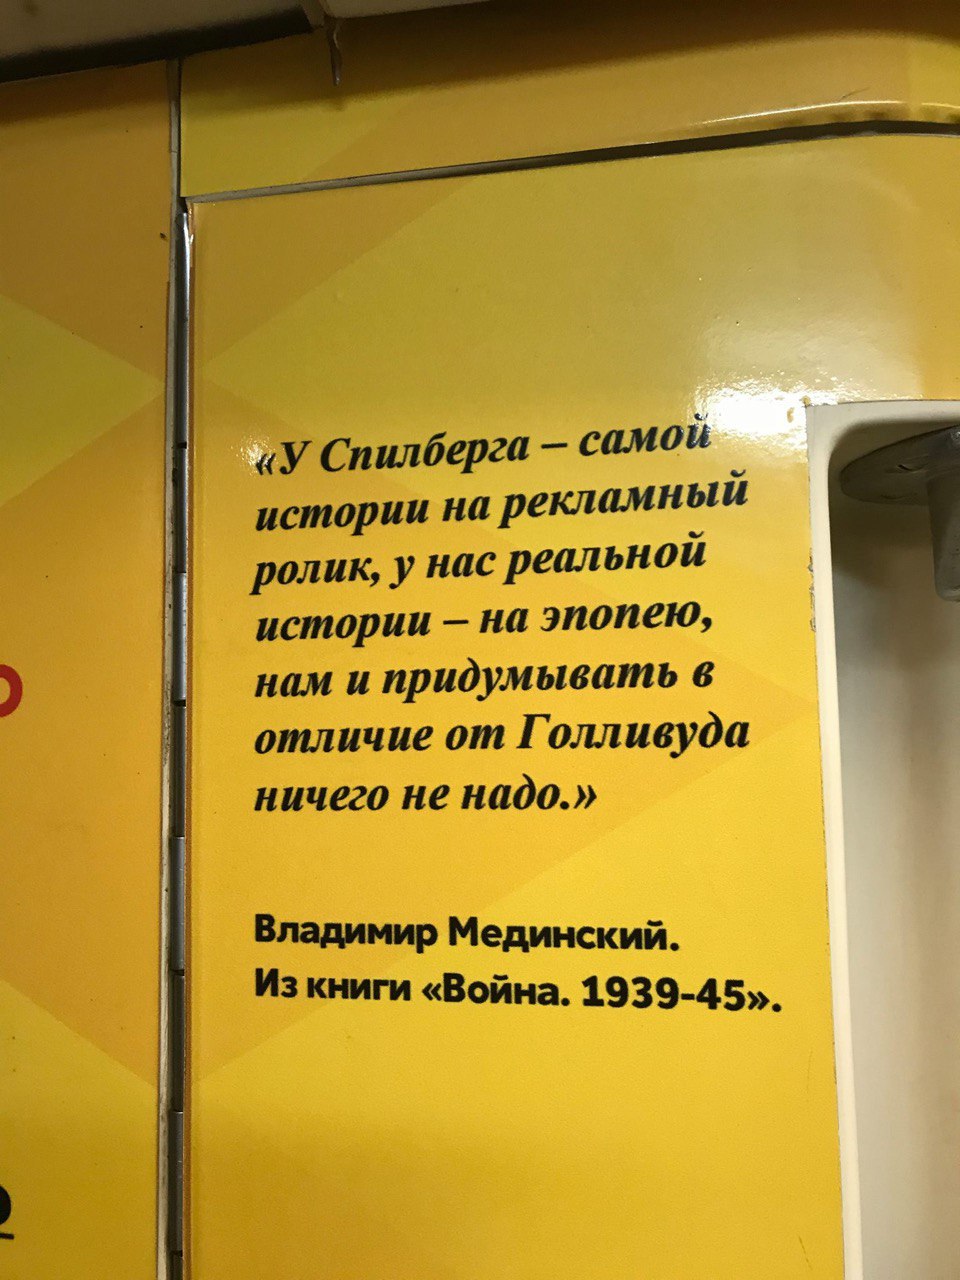 «У Спилберга – самой
истории на рекламный
ролик, у нас реальной
истории – на эпопею,
нам и придумывать в
отличие от Голливуда
ничего не надо.»
Владимир Мединский.
Из книги «Война. 1939-45».